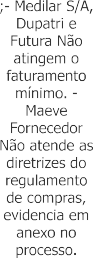 ;- Medilar S/A,
Dupatri e
Futura Não
atingem o
faturamento
mínimo. -
Maeve
Fornecedor
Não atende as
diretrizes do
regulamento
de compras,
evidencia em
anexo no
processo.